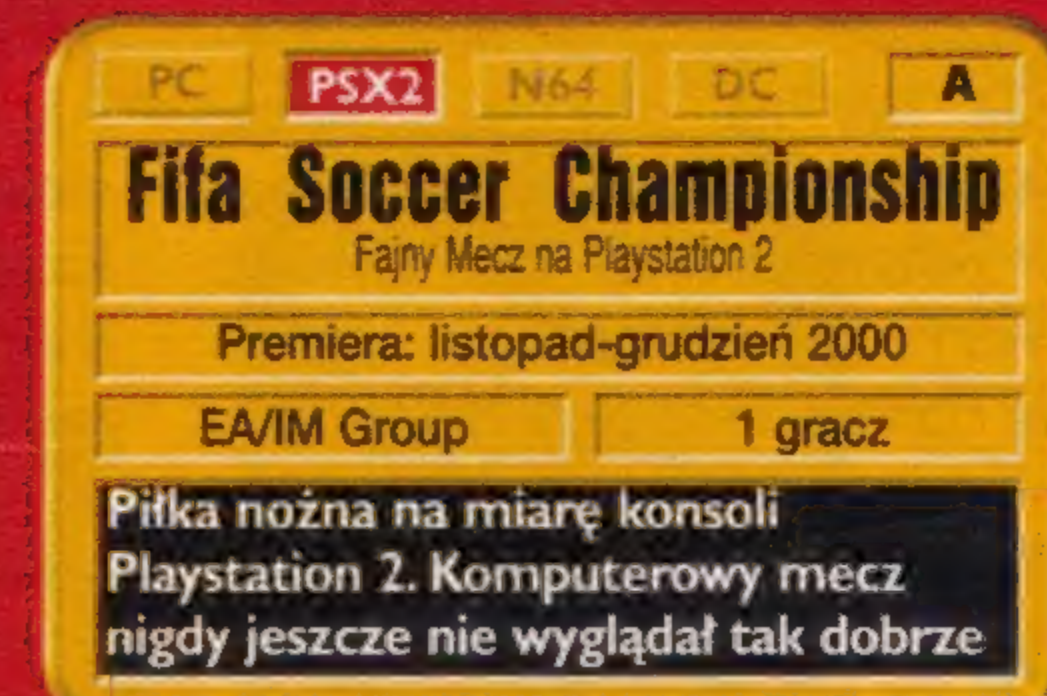 PC PSX2 N64 DC A
Fifa Soccer Championship
Fajny Mecz na Playstation 2
Premiera: listopad-grudzień 2000
EA/IM Group 1 gracz
Piłka nożna na miarę konsoli
Playstation 2. Komputerowy mecz
nigdy jeszcze nie wyglądał tak dobrze